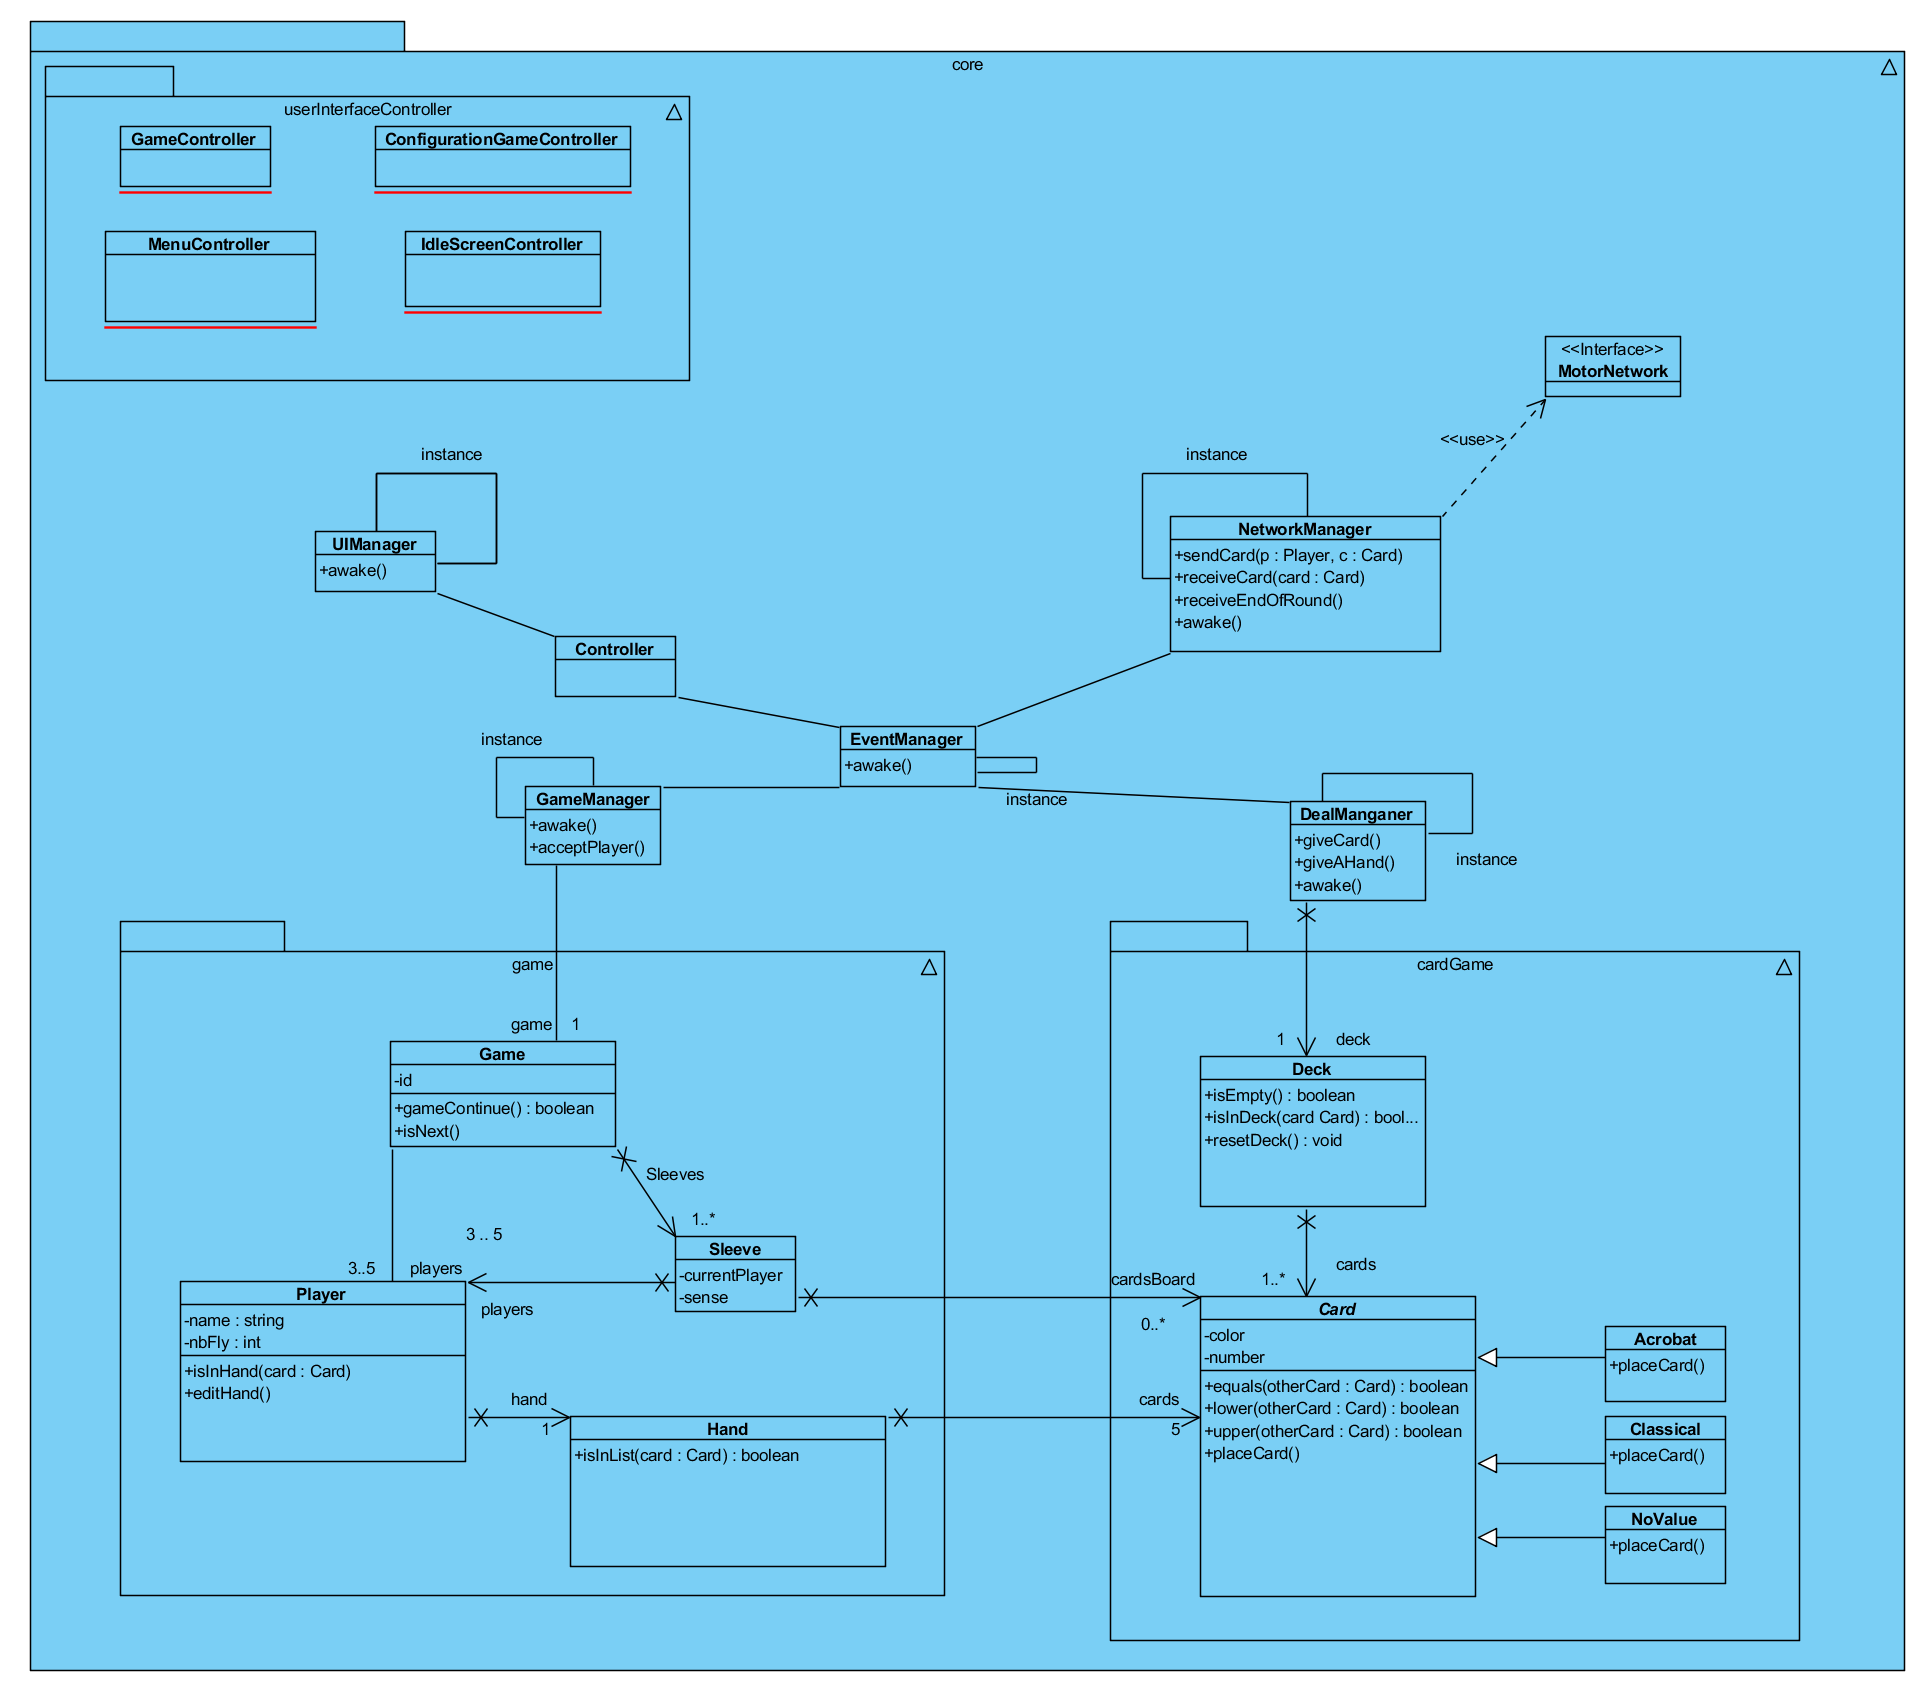 core
userInterfaceController
GameController
ConfigurationGameController
MenuController
IdleScreenController
<<Interface>>
MotorNetwork
<<use>>
instance
UIManager
+awake()
instance
NetworkManager
+sendCard(p : Player, c : Card)
+receiveCard(card : Card)
+receiveEndOfRound()
+awake()
Controller
EventManager
+awake()
instance
instance
GameManager
+awake()
+acceptPlayer()
DealManganer
+giveCard()
+giveAHand()
+awake()
instance
game
game
1
Game
-id
+gameContinue() : boolean
+isNext()
Sleeves
1..*
3 .. 5
3..5
players
players
Sleeve
-currentPlayer
-sense
Player
-name : string
-nbFly : int
+isInHand(card : Card)
+editHand()
hand
1
Hand
+isInList(card : Card) : boolean
cardGame
1
deck
Deck
+isEmpty() : boolean
+isInDeck(card Card) : bool...
+resetDeck() : void
cards
1..*
cardsBoard
0..*
cards
5
Card
-color
-number
+equals(otherCard : Card) : boolean
+lower(otherCard : Card) : boolean
+upper(otherCard : Card) : boolean
+placeCard()
Acrobat
+placeCard()
Classical
+placeCard()
NoValue
+placeCard()